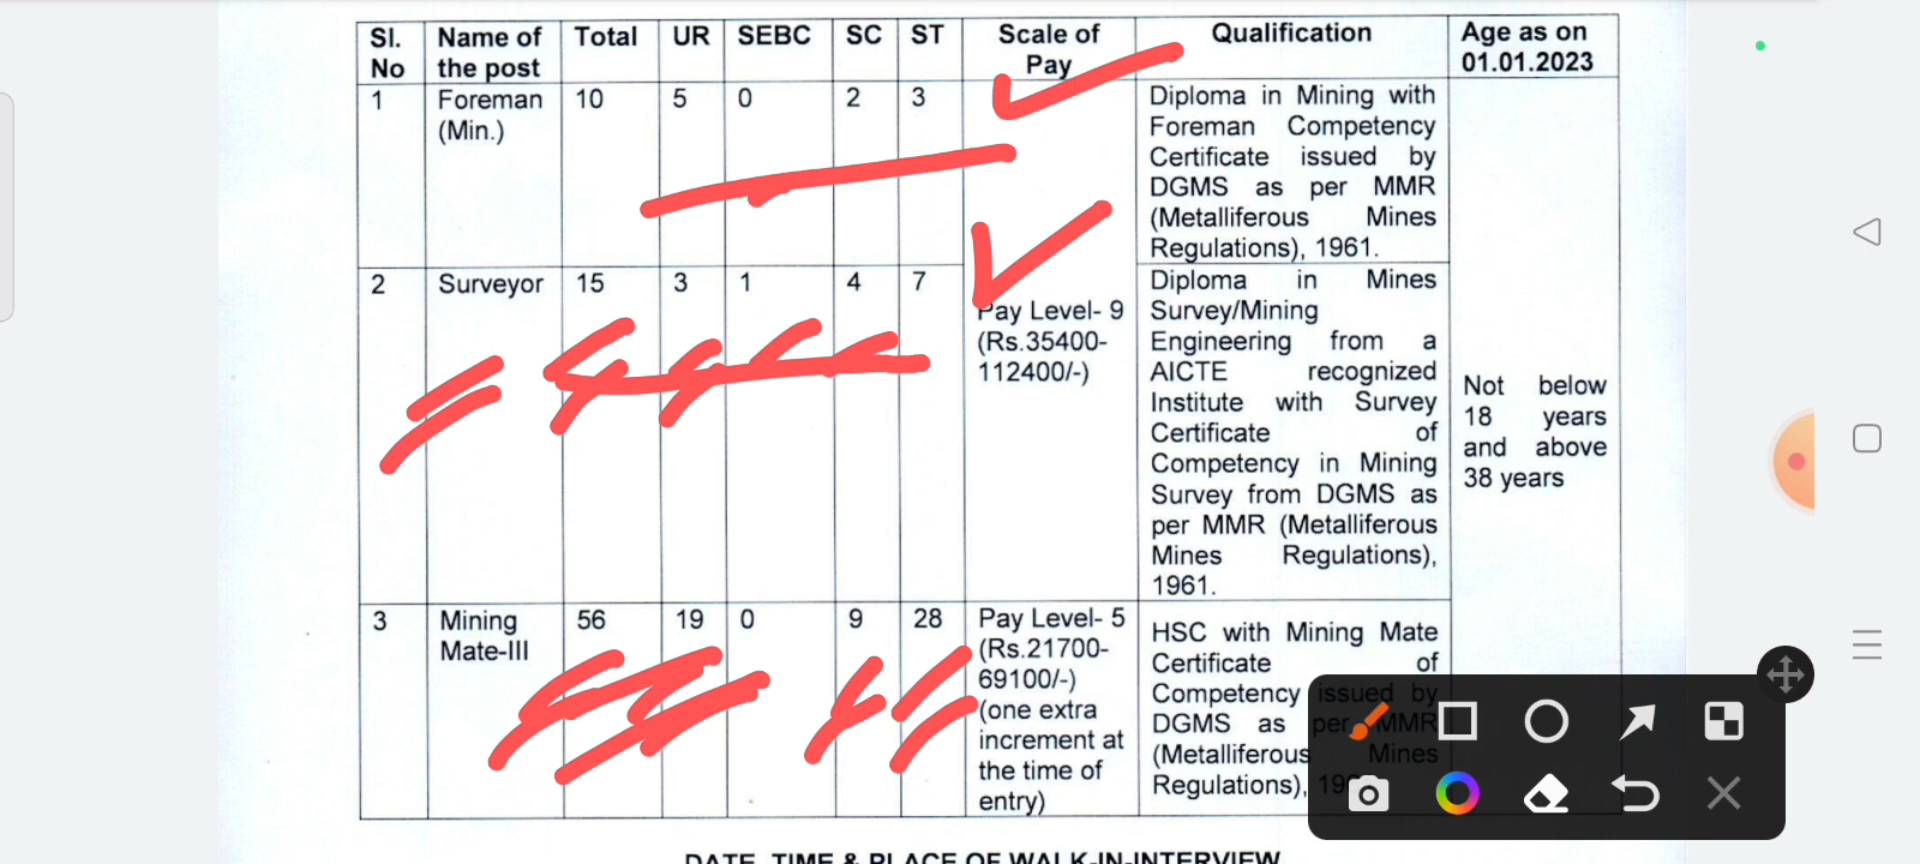 Sl. No | Name of the post | Total | UR | SEBC | SC | ST | Scale of Pay | Qualification | Age as on 01.01.2023
1 | Foreman (Min.) | 10 | 5 | 0 | 2 | 3
Diploma in Mining with
Foreman Competency
Certificate issued by
DGMS as per MMR
(Metalliferous Mines
Regulations), 1961.
2 | Surveyor | 15 | 3 | 1 | 4 | 7
Pay Level- 9
(Rs.35400-
112400/-)
Diploma in Mines
Survey/Mining
Engineering from a
AICTE recognized
Institute with Survey
Certificate of
Competency in Mining
Survey from DGMS as
per MMR (Metalliferous
Mines Regulations),
1961.
Not below
18 years
and above
38 years
3 | Mining Mate-III | 56 | 19 | 0 | 9 | 28
Pay Level- 5
(Rs.21700-
69100/-)
(one extra
increment at
the time of
entry)
HSC with Mining Mate
Certificate of
Competency issued by
DGMS as per MMR
(Metalliferous Mines
Regulations),
DATE, TIME & PLACE OF WALK-IN-INTERVIEW